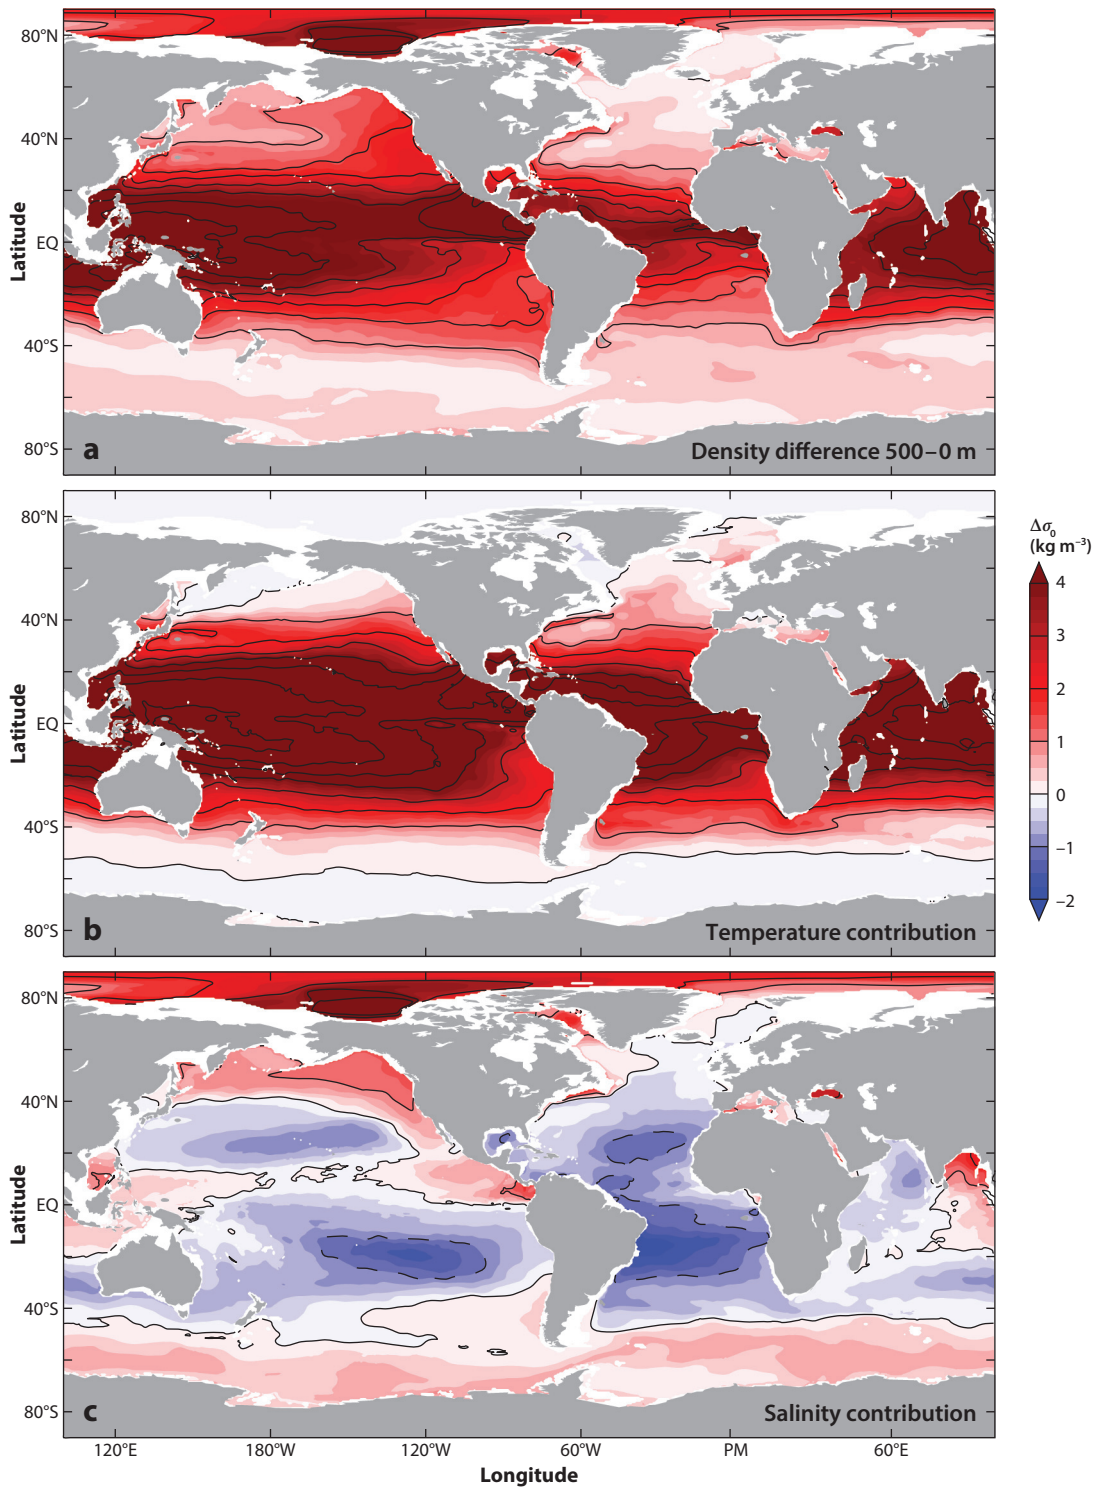 80°N
40°N
EQ
40°S
80°S
Latitude
a
Density difference 500–0 m
80°N
40°N
EQ
40°S
80°S
Latitude
b
Temperature contribution
Δσ₀
(kg m⁻³)
4
3
2
1
0
–1
–2
80°N
40°N
EQ
40°S
80°S
Latitude
c
Salinity contribution
120°E
180°W
120°W
60°W
PM
60°E
Longitude